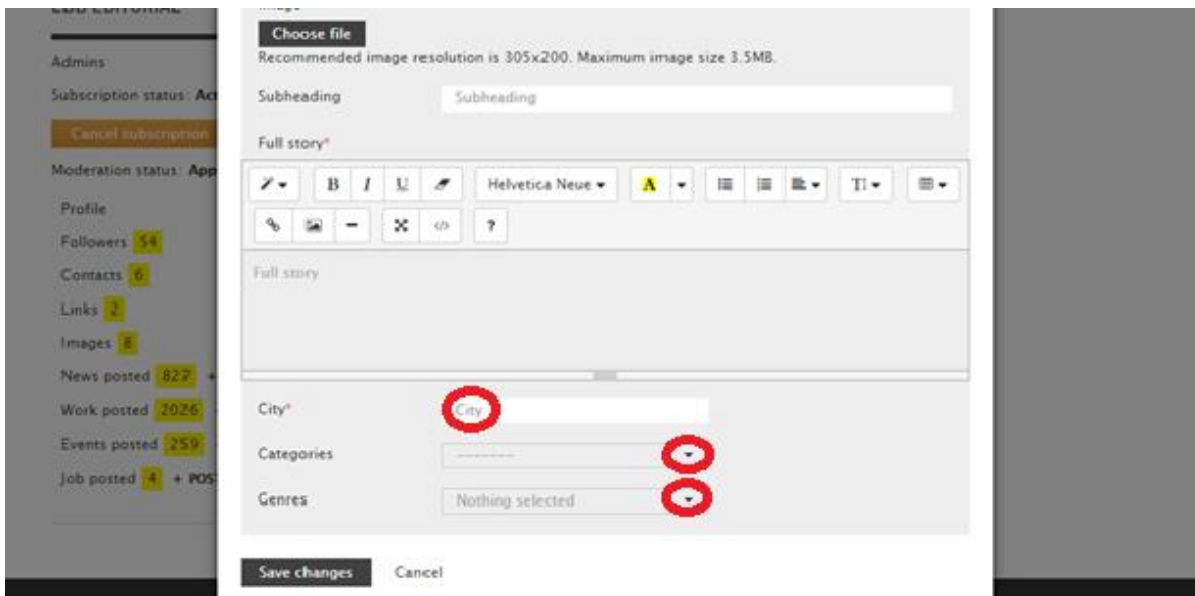 Choose file
Recommended image resolution is 305x200. Maximum image size 3.5MB.
Subheading
Subheading
Full story*
B I U Helvetica Neue A TI
</> ?
Full story
City*
City
Categories
-------
Genres
Nothing selected
Save changes
Cancel
Admins
Subscription status:
Cancel subscription
Moderation status:
Profile
Followers 54
Contacts 6
Links 2
Images 8
News posted 827 +
Work posted 2026
Events posted 259
Job posted 4 + POS